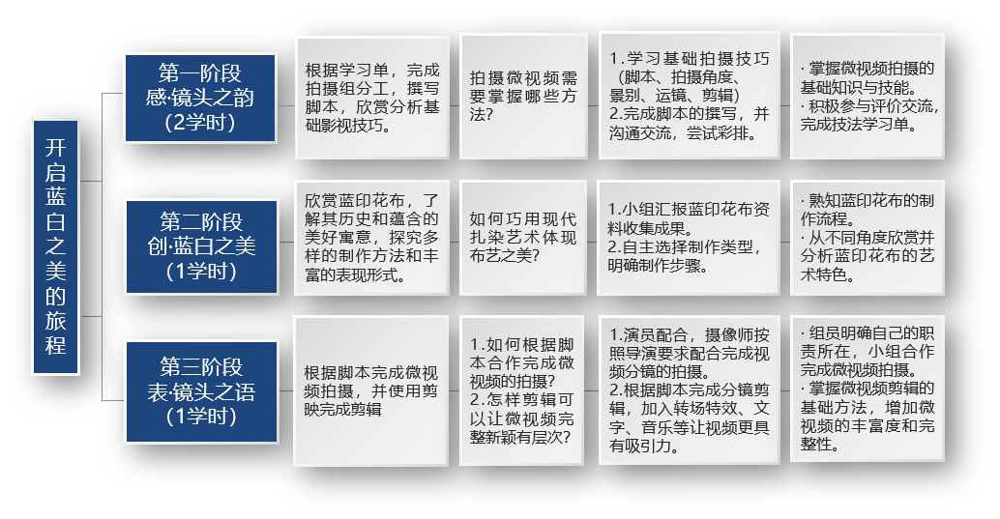 开启蓝白之美的旅程
第一阶段
感·镜头之韵
（2学时）
根据学习单，完成
拍摄组分工，撰写
脚本，欣赏分析基
础影视技巧。
拍摄微视频需
要掌握哪些方
法？
1.学习基础拍摄技巧
（脚本、拍摄角度、
景别、运镜、剪辑）
2.完成脚本的撰写，并
沟通交流，尝试彩排。
· 掌握微视频拍摄的
基础知识与技能。
· 积极参与评价交流，
完成技法学习单。
第二阶段
创·蓝白之美
（1学时）
欣赏蓝印花布，了
解其历史和蕴含的
美好寓意，探究多
样的制作方法和丰
富的表现形式。
如何巧用现代
扎染艺术体现
布艺之美？
1.小组汇报蓝印花布资
料收集成果。
2.自主选择制作类型，
明确制作步骤。
· 熟知蓝印花布的制
作流程。
· 从不同角度欣赏并
分析蓝印花布的艺
术特色。
第三阶段
表·镜头之语
（1学时）
根据脚本完成微视
频拍摄，并使用剪
映完成剪辑
1.如何根据脚
本合作完成微
视频的拍摄？
2.怎样剪辑可
以让微视频完
整新颖有层次？
1.演员配合，摄像师按
照导演要求配合完成视
频分镜的拍摄。
2.根据脚本完成分镜剪
辑，加入转场特效、文
字、音乐等让视频更具
有吸引力。
· 组员明确自己的职
责所在，小组合作
完成微视频拍摄。
· 掌握微视频剪辑的
基础方法，增加微
视频的丰富度和完
整性。